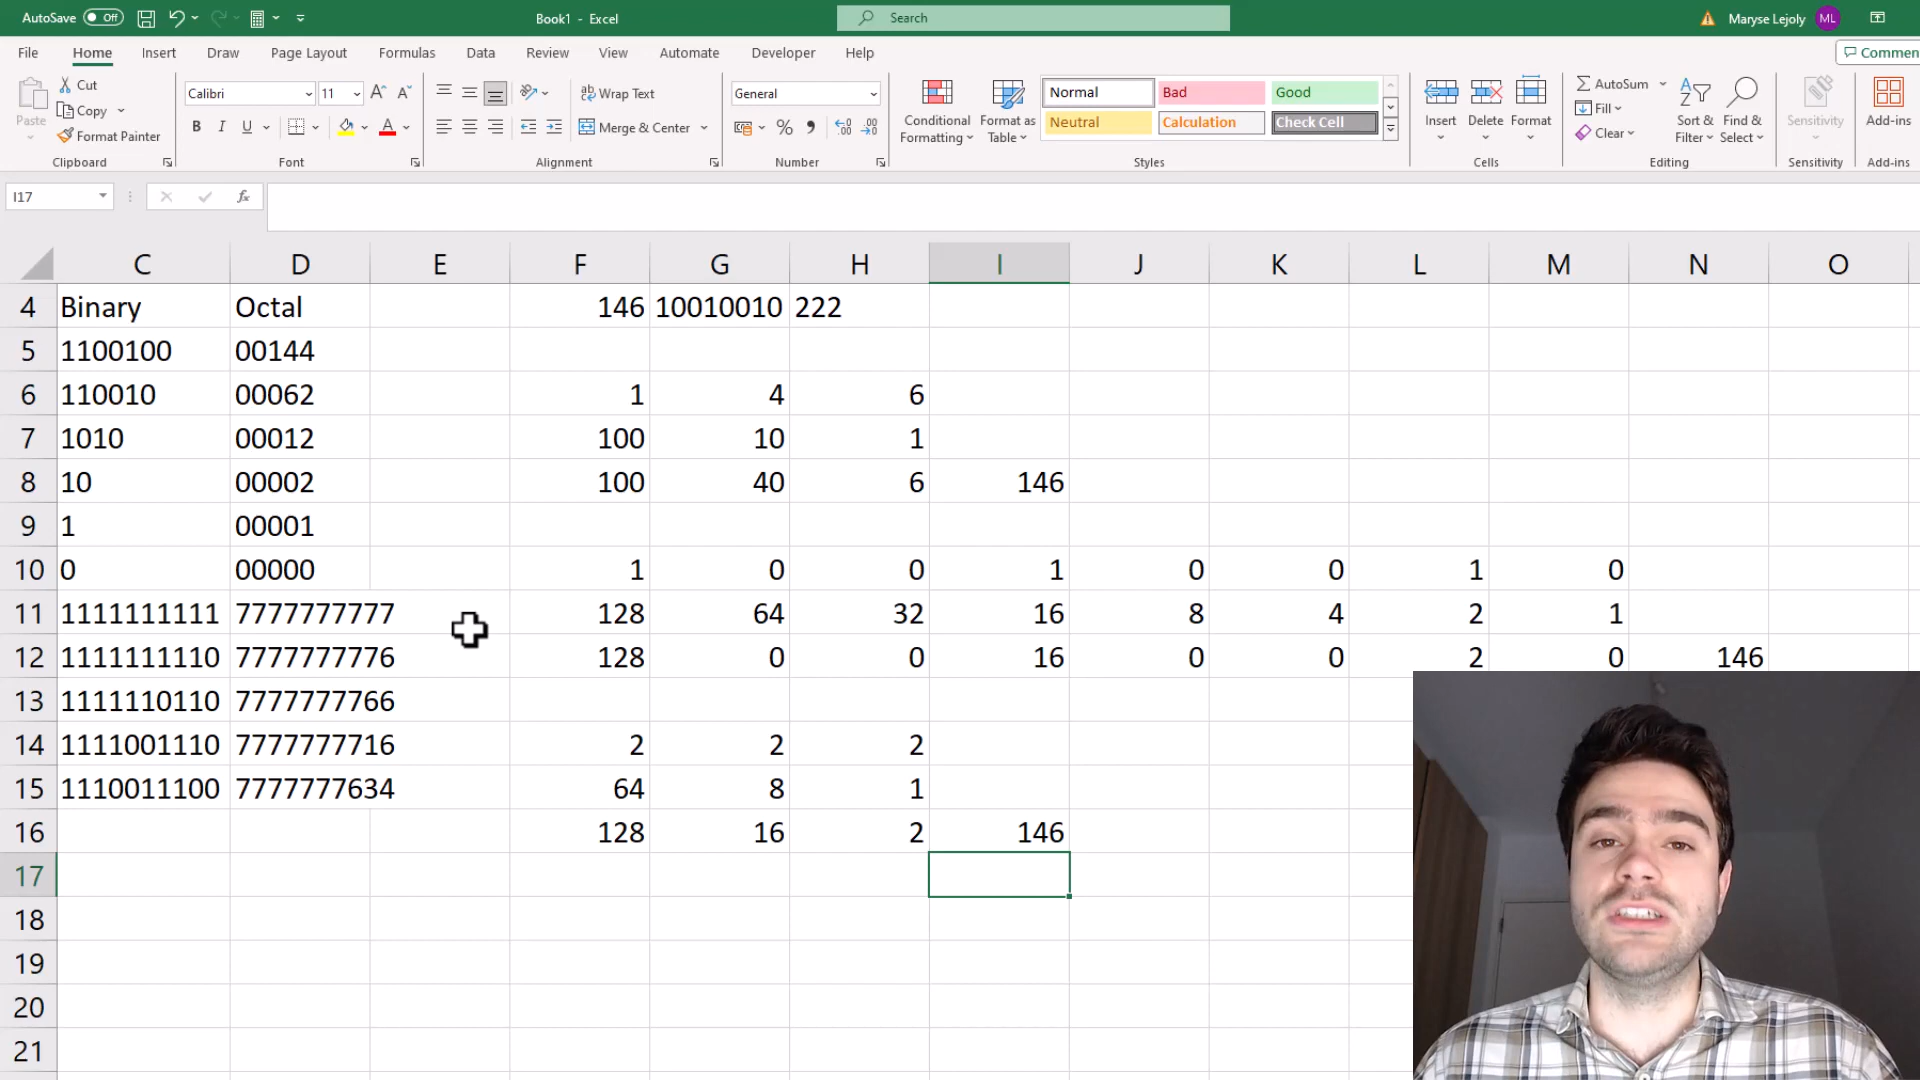 AutoSave Off Book1 - Excel Search Maryse Lejoly ML
File Home Insert Draw Page Layout Formulas Data Review View Automate Developer Help Commen
Paste Cut Copy Format Painter Clipboard
Calibri 11 A A B I U A Font
ab Wrap Text Merge & Center Alignment
General % Number
Conditional Formatting Format as Table
Normal Bad Good
Neutral Calculation Check Cell
Styles
Insert Delete Format Cells
AutoSum Fill Clear Sort & Filter Find & Select Editing
Sensitivity Sensitivity
Add-ins Add-ins
I17 fx
C D E F G H I J K L M N O
4 Binary Octal 146 10010010 222
5 1100100 00144
6 110010 00062 1 4 6
7 1010 00012 100 10 1
8 10 00002 100 40 6 146
9 1 00001
10 0 00000 1 0 0 1 0 0 1 0
11 1111111111 7777777777 128 64 32 16 8 4 2 1
12 1111111110 7777777776 128 0 0 16 0 0 2 0 146
13 1111110110 7777777766
14 1111001110 7777777716 2 2 2
15 1110011100 7777777634 64 8 1
16 128 16 2 146
17
18
19
20
21